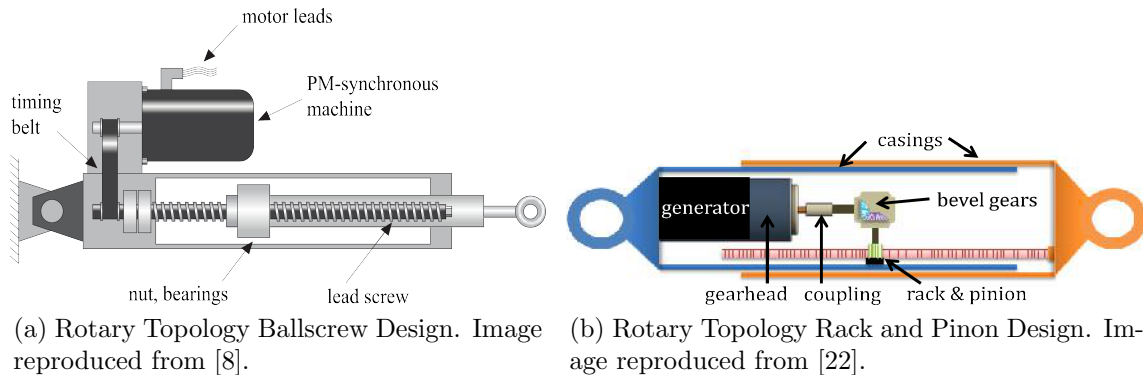 motor leads
PM-synchronous
machine
timing
belt
nut, bearings
lead screw
(a) Rotary Topology Ballscrew Design. Image
reproduced from [8].
casings
generator
bevel gears
gearhead
coupling
rack & pinion
(b) Rotary Topology Rack and Pinon Design. Im-
age reproduced from [22].